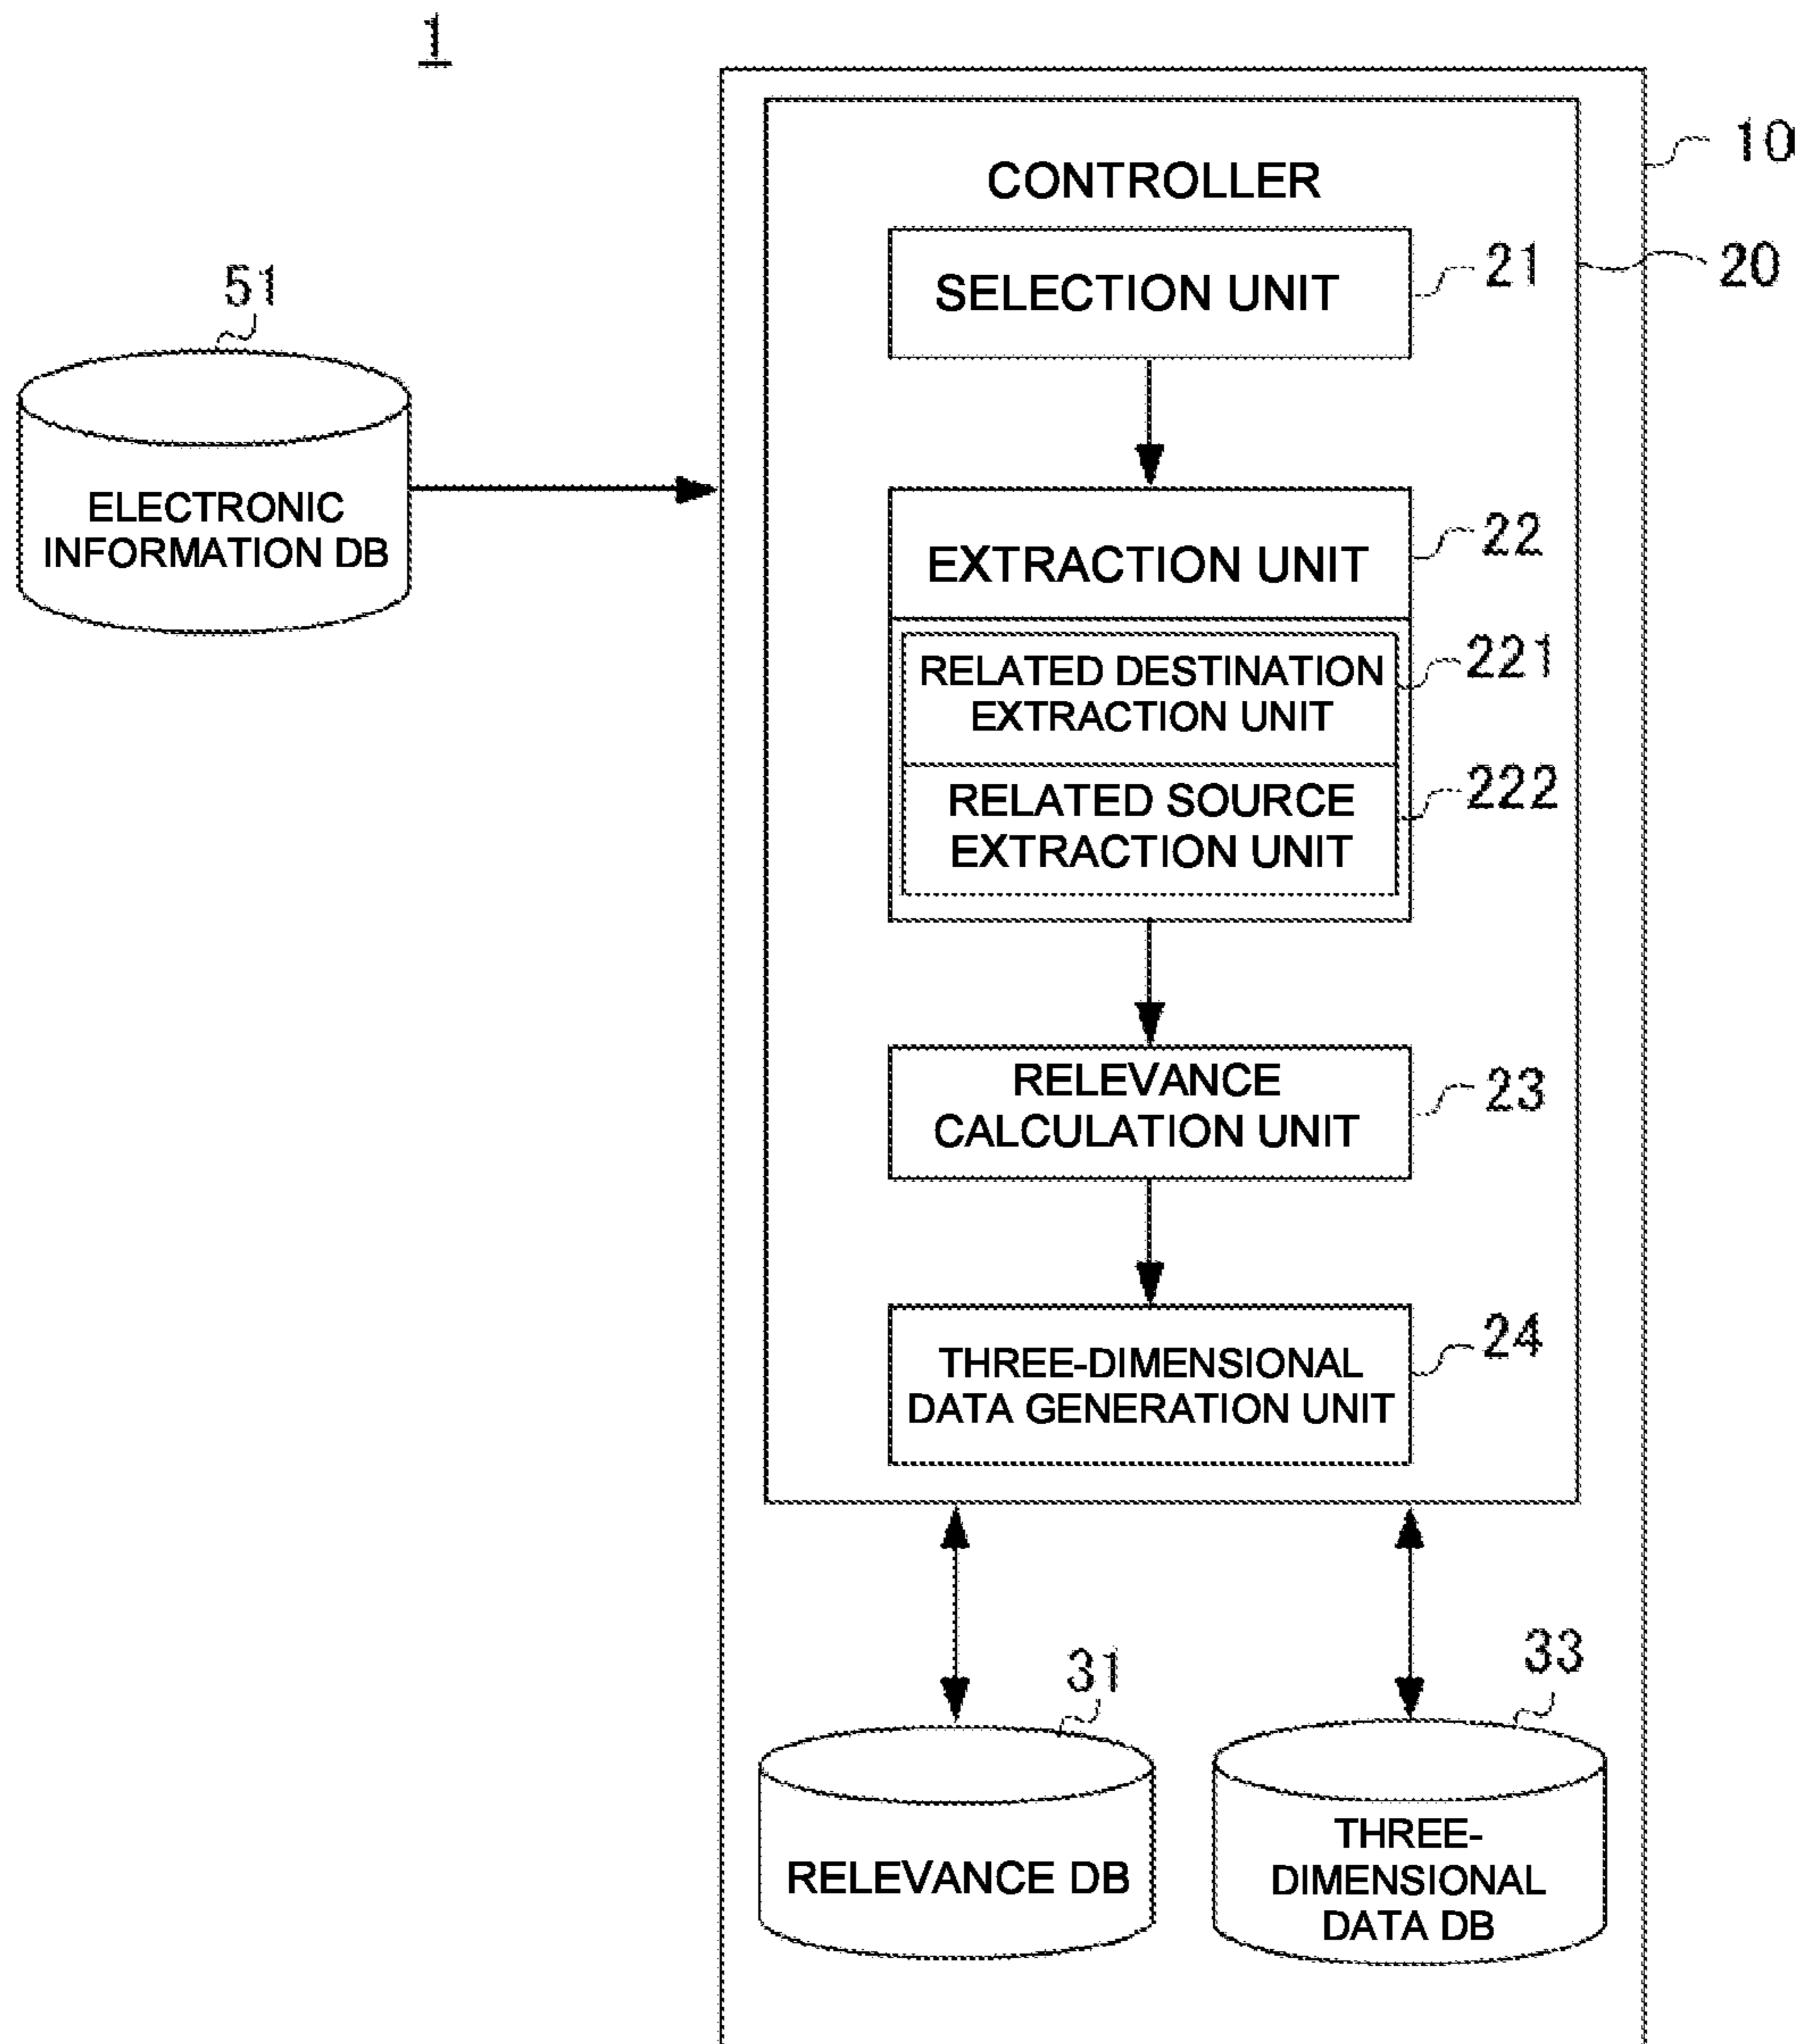 1
10
CONTROLLER
20
SELECTION UNIT
21
51
ELECTRONIC
INFORMATION DB
EXTRACTION UNIT
22
RELATED DESTINATION
EXTRACTION UNIT
221
RELATED SOURCE
EXTRACTION UNIT
222
RELEVANCE
CALCULATION UNIT
23
THREE-DIMENSIONAL
DATA GENERATION UNIT
24
31
RELEVANCE DB
33
THREE-
DIMENSIONAL
DATA DB